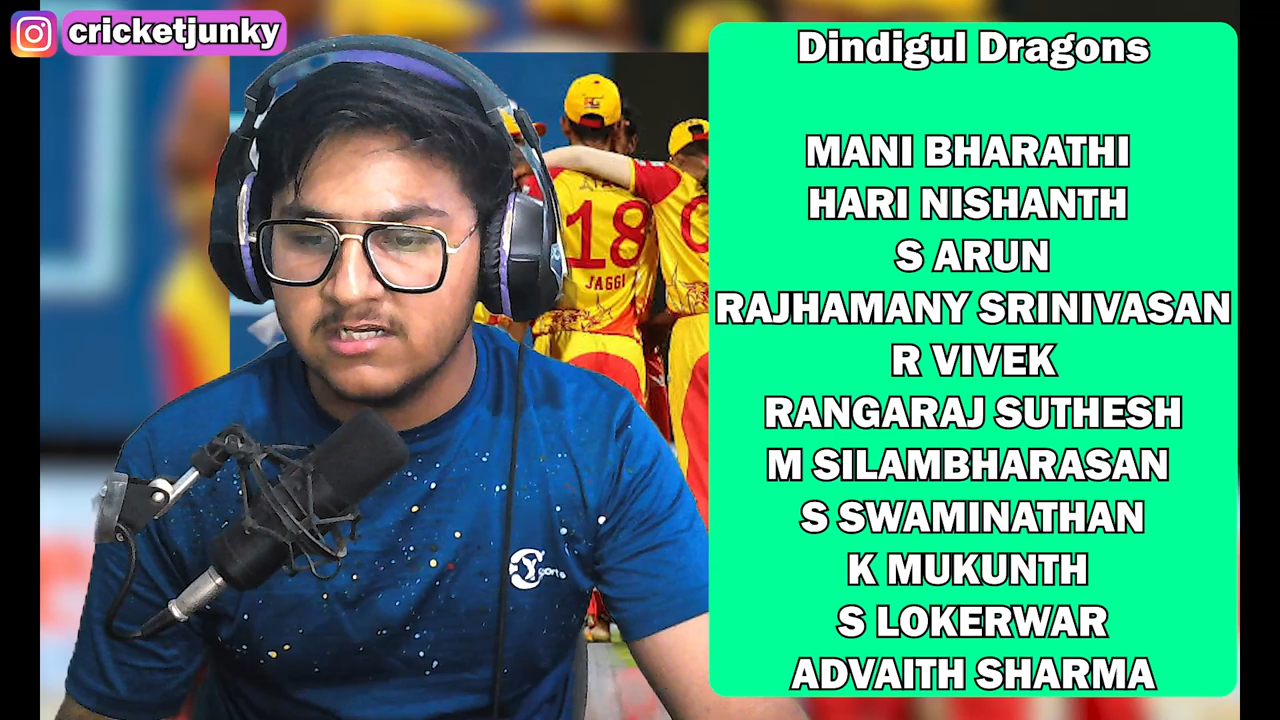 cricketjunky
Dindigul Dragons
MANI BHARATHI
HARI NISHANTH
S ARUN
RAJHAMANY SRINIVASAN
R VIVEK
RANGARAJ SUTHESH
M SILAMBHARASAN
S SWAMINATHAN
K MUKUNTH
S LOKERWAR
ADVAITH SHARMA
18
JAGGI